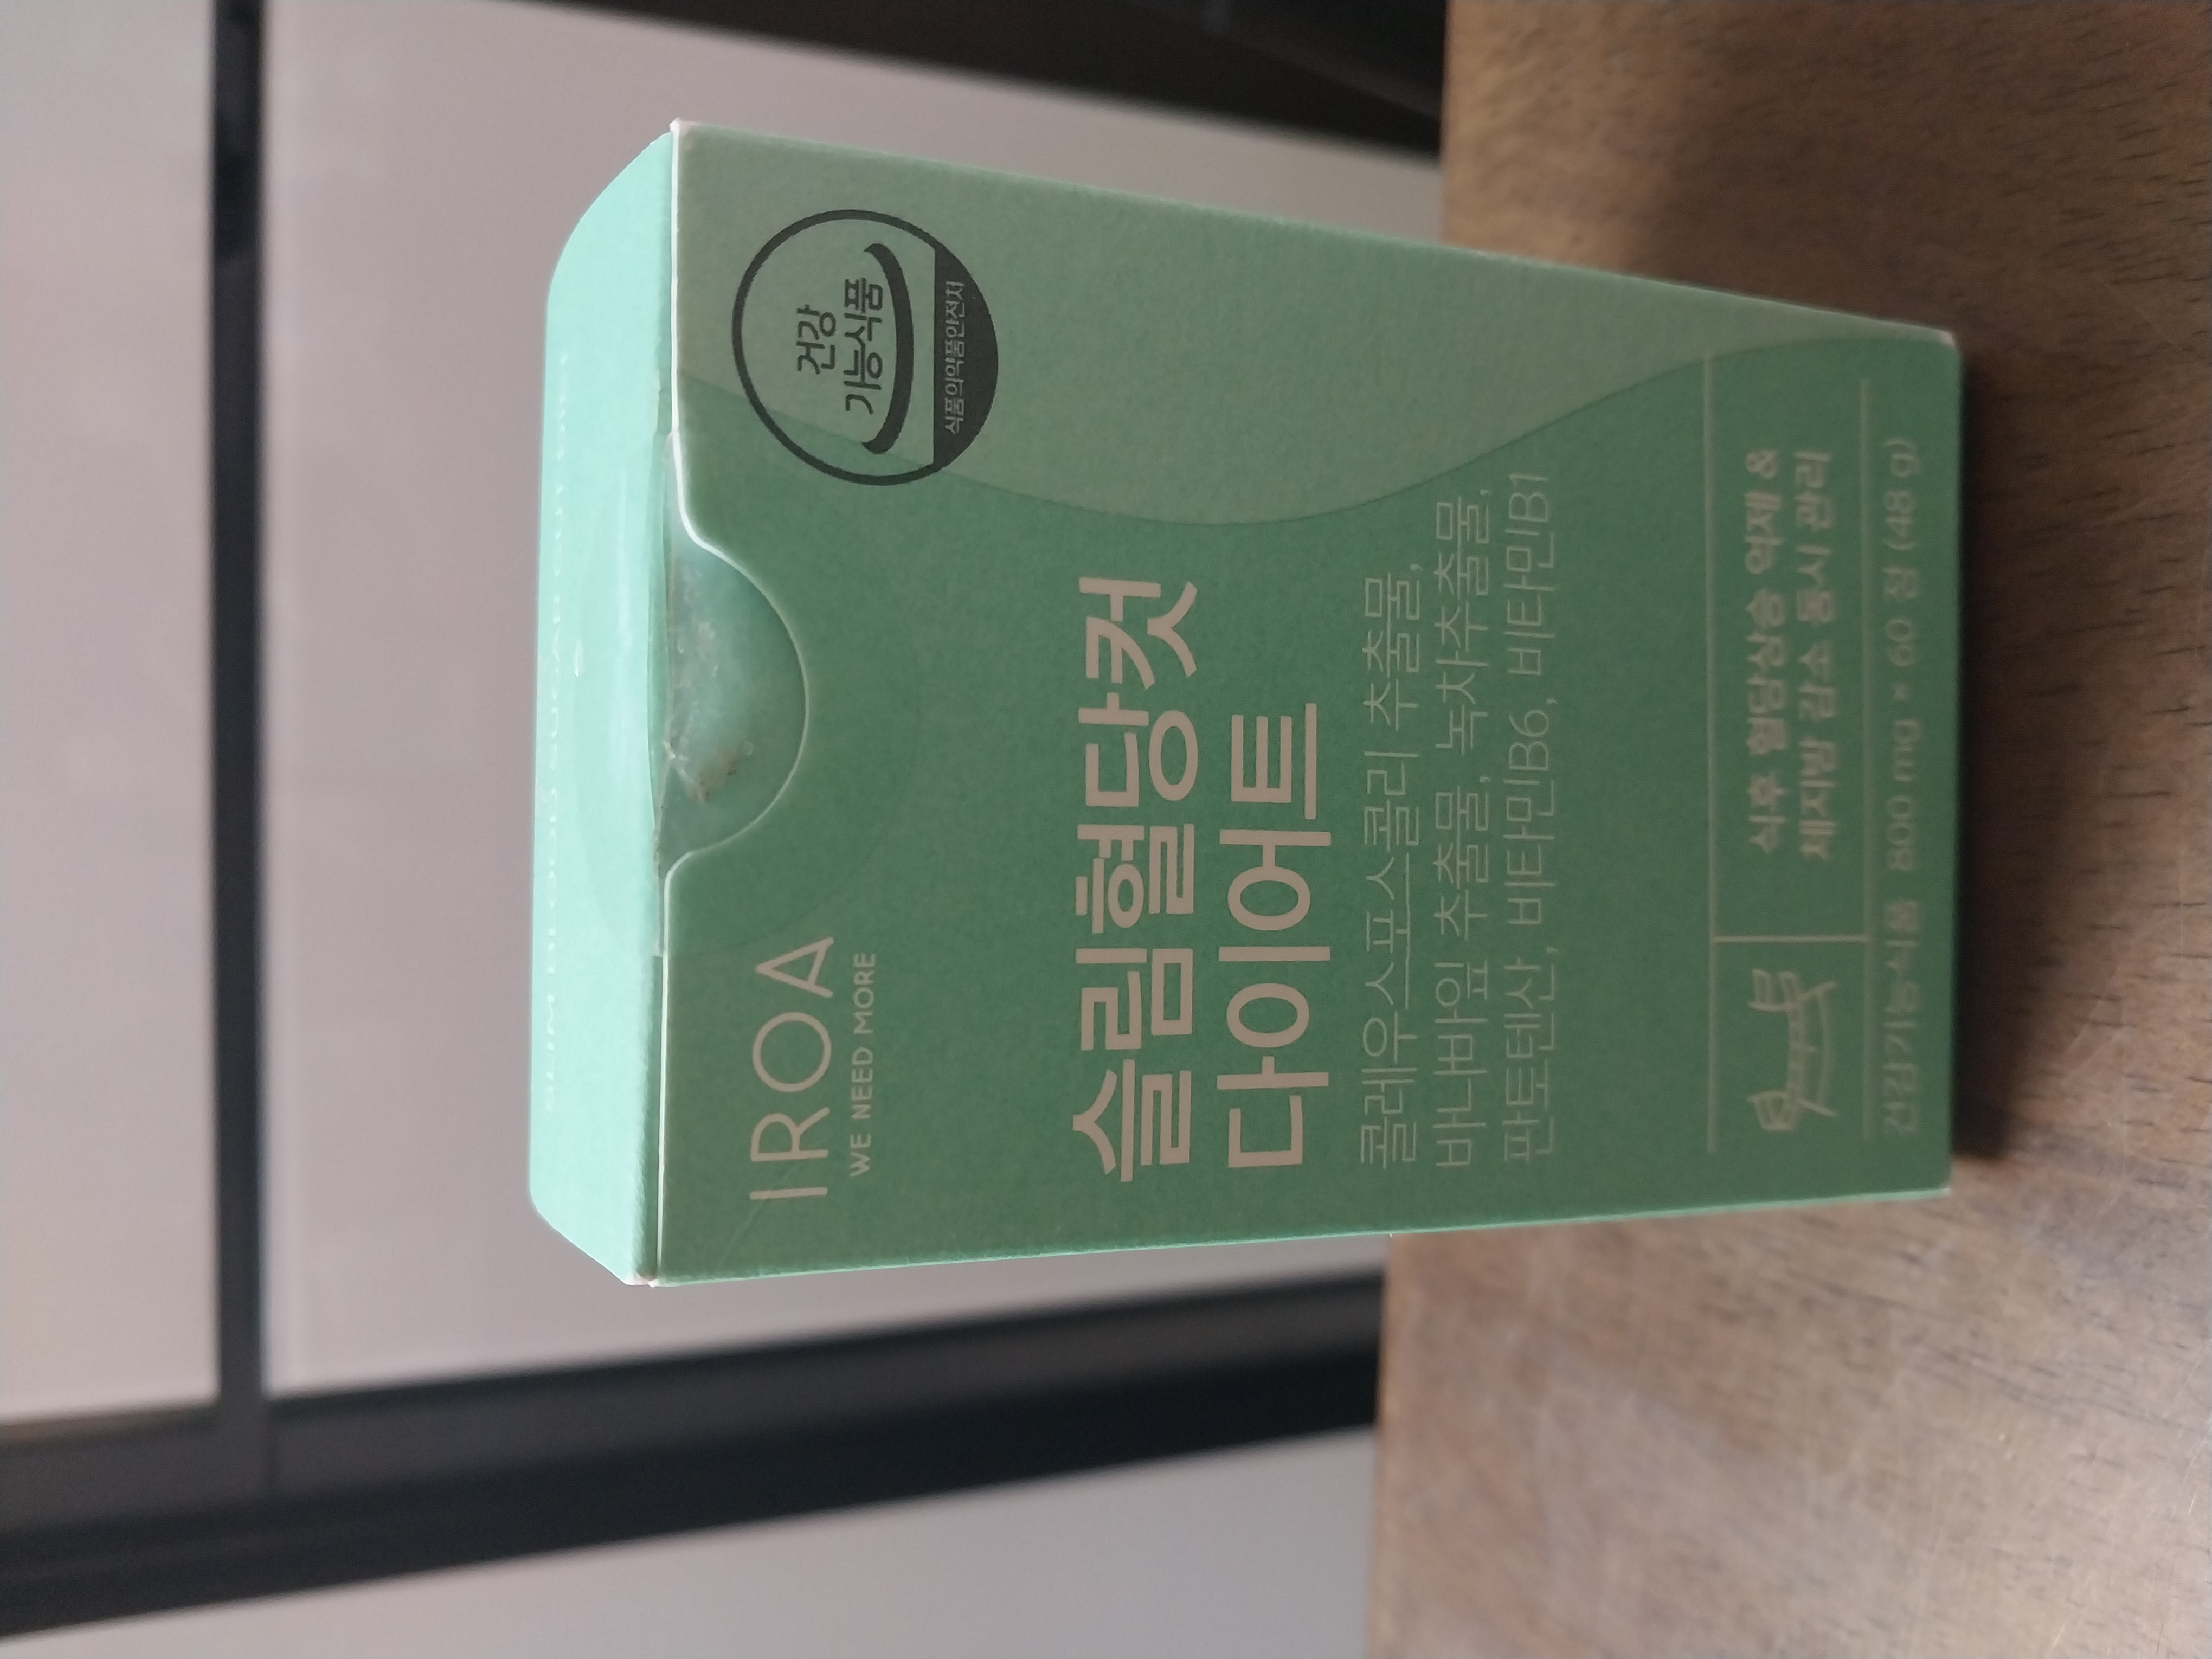 IROA
WE NEED MORE
건강
기능식품
식품의약품안전처
슬림혈당컷
다이어트
콜레우스포스콜리 추출물,
바나바잎 추출물, 녹차추출물,
판토텐산, 비타민B6, 비타민B1
식후 혈당상승 억제 &
체지방 감소 동시 관리
건강기능식품 800 mg × 60 정 (48 g)